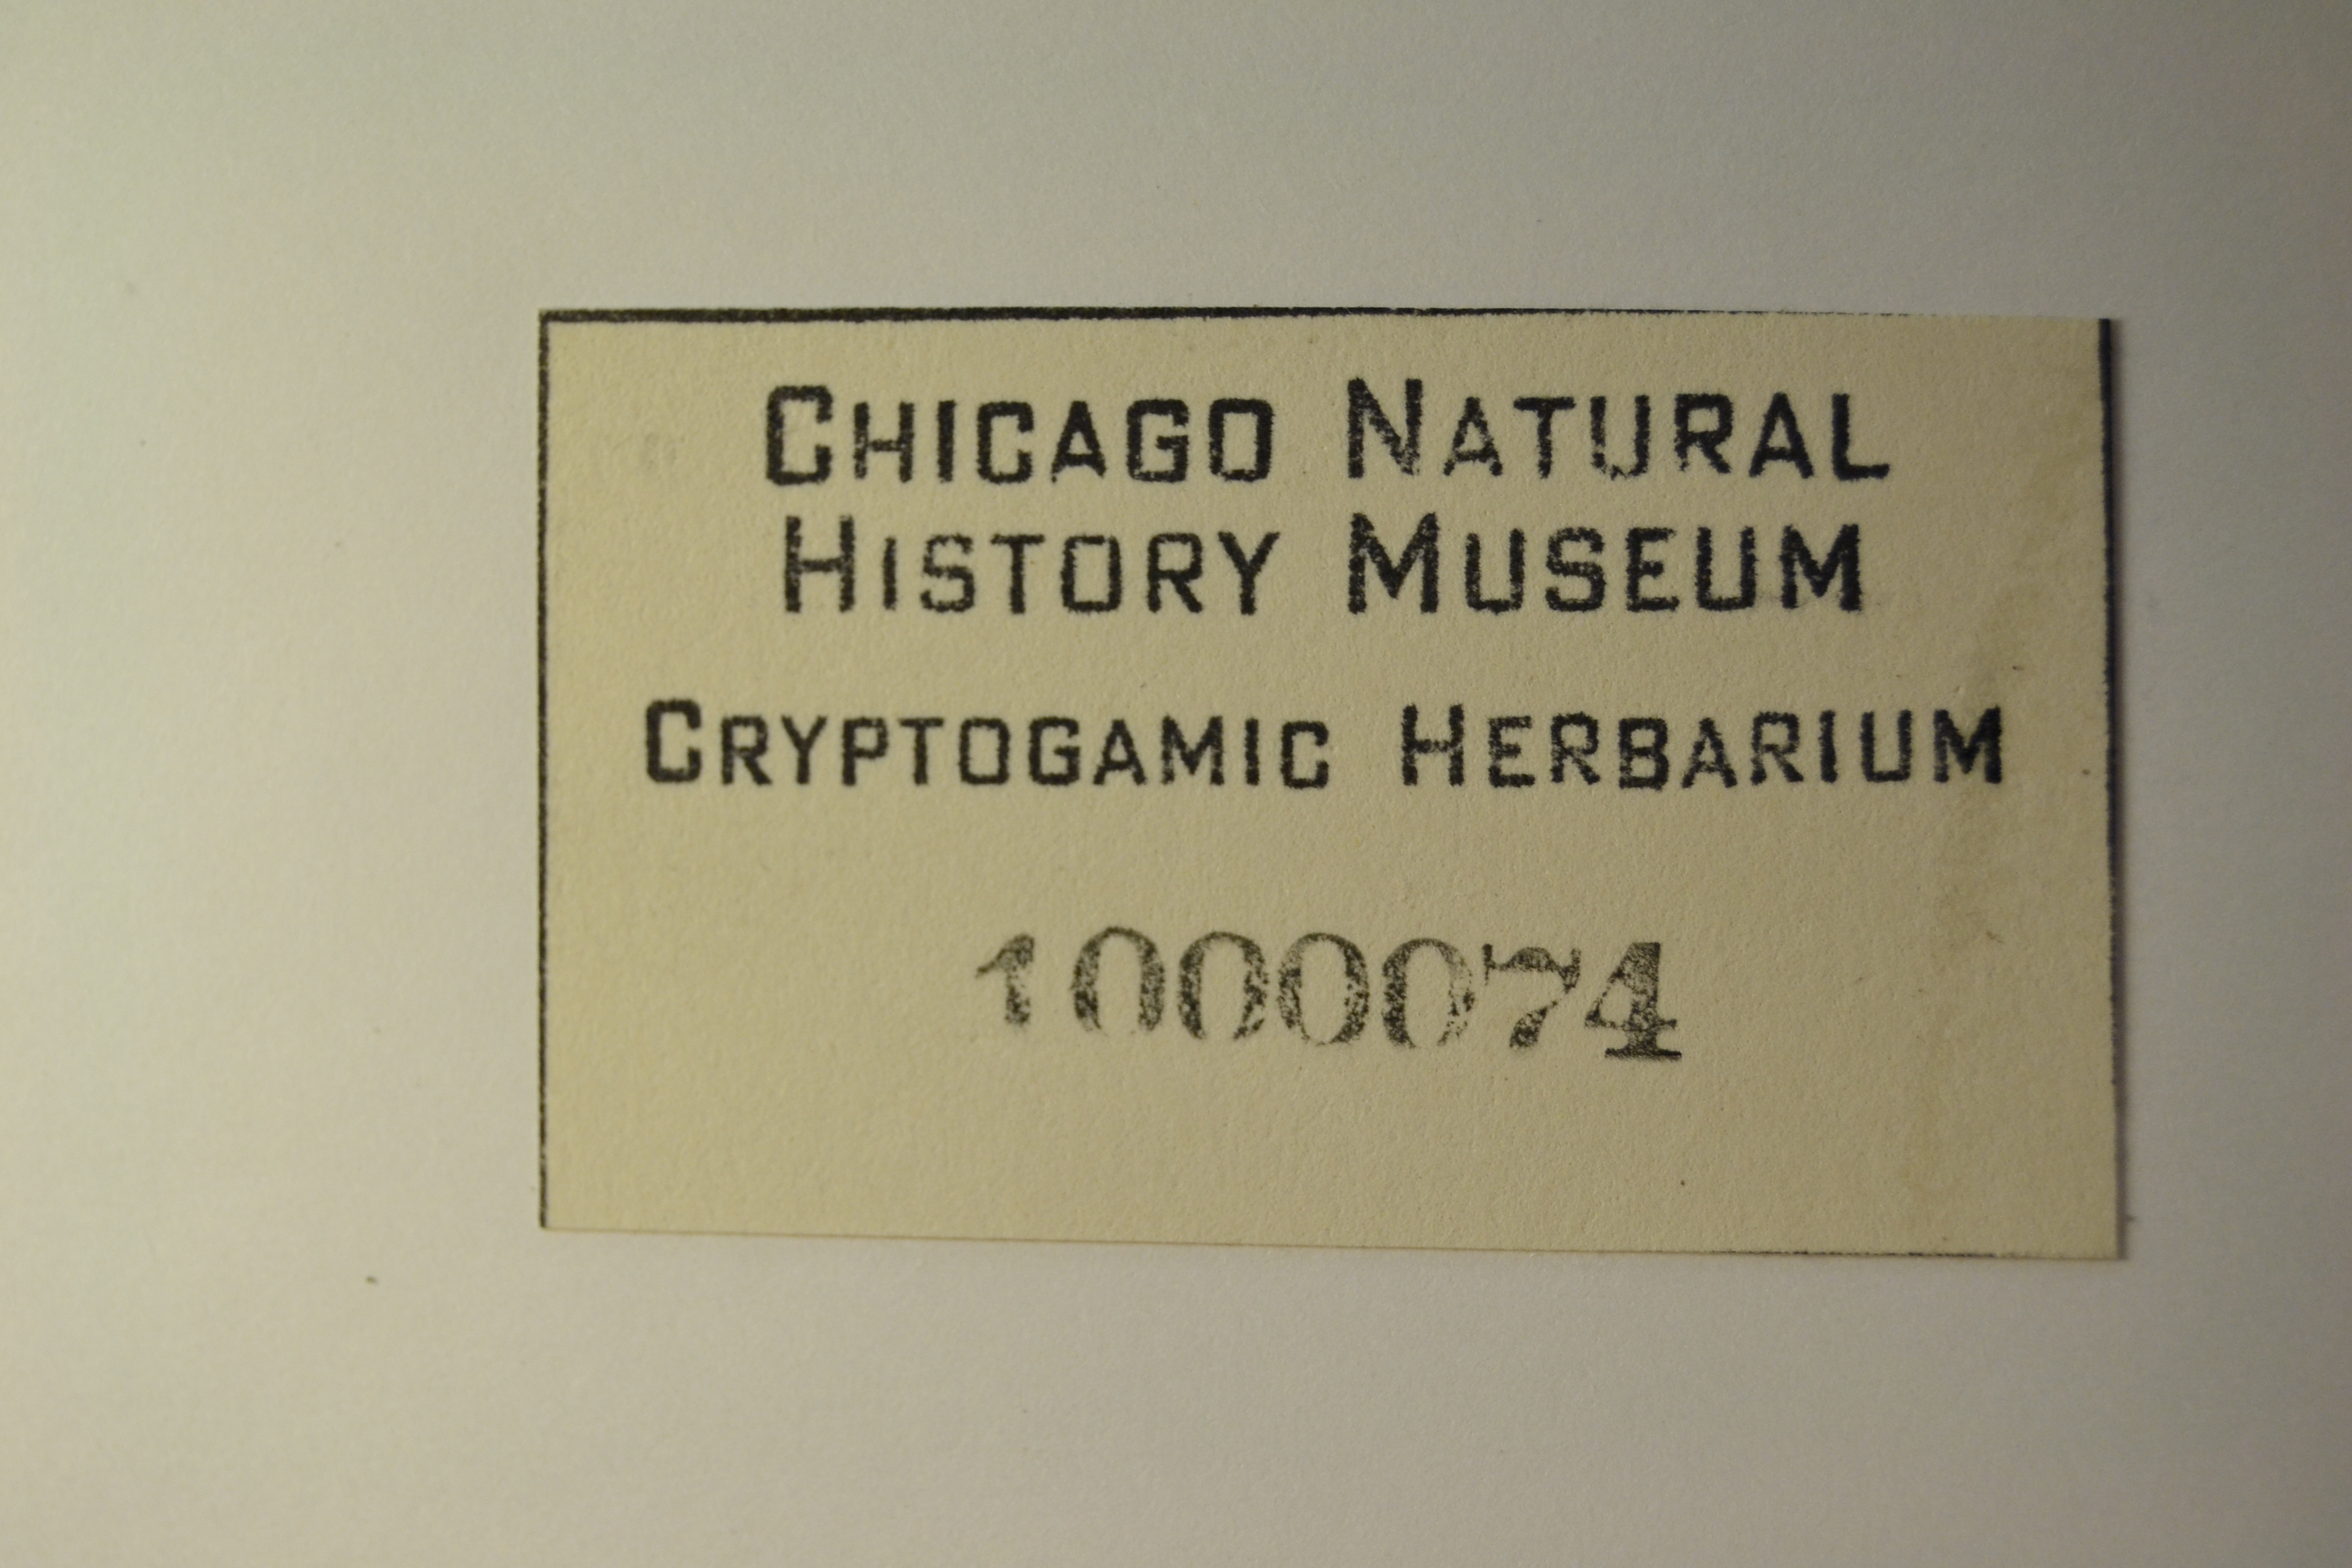 CHICAGO NATURAL
HISTORY MUSEUM
CRYPTOGAMIC HERBARIUM
1000074